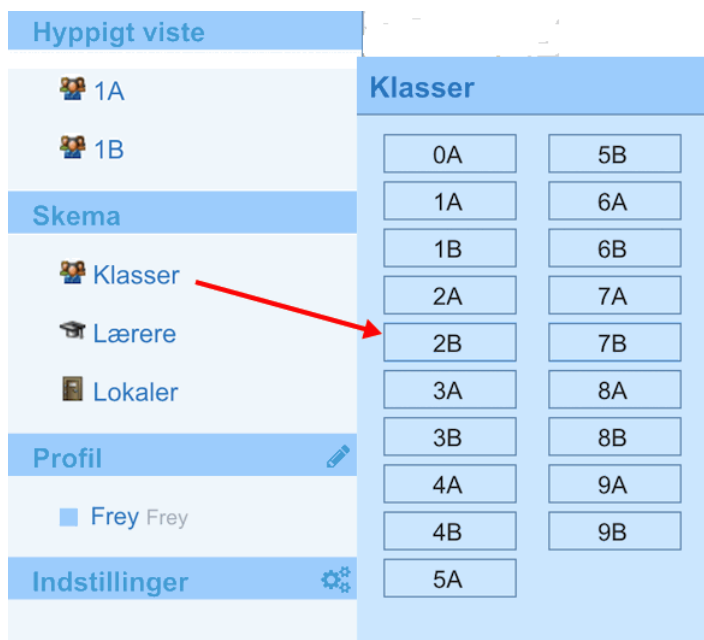 Hyppigt viste
1A
1B
Skema
Klasser
Lærere
Lokaler
Profil
Frey Frey
Indstillinger
Klasser
0A 5B
1A 6A
1B 6B
2A 7A
2B 7B
3A 8A
3B 8B
4A 9A
4B 9B
5A